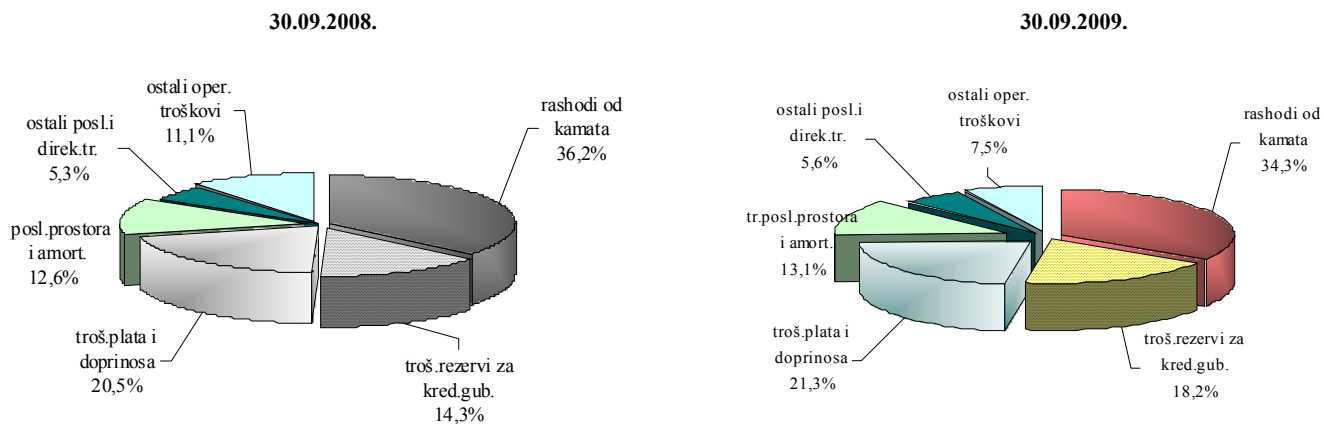 30.09.2008.
ostali oper.
troškovi
11,1%
rashodi od
kamata
36,2%
ostali posl.i
direk.tr.
5,3%
posl.prostora
i amort.
12,6%
troš.plata i
doprinosa
20,5%
troš.rezervi za
kred.gub.
14,3%
30.09.2009.
ostali oper.
troškovi
7,5%
rashodi od
kamata
34,3%
ostali posl.i
direk.tr.
5,6%
tr.posl.prostora
i amort.
13,1%
troš.plata i
doprinosa
21,3%
troš.rezervi za
kred.gub.
18,2%